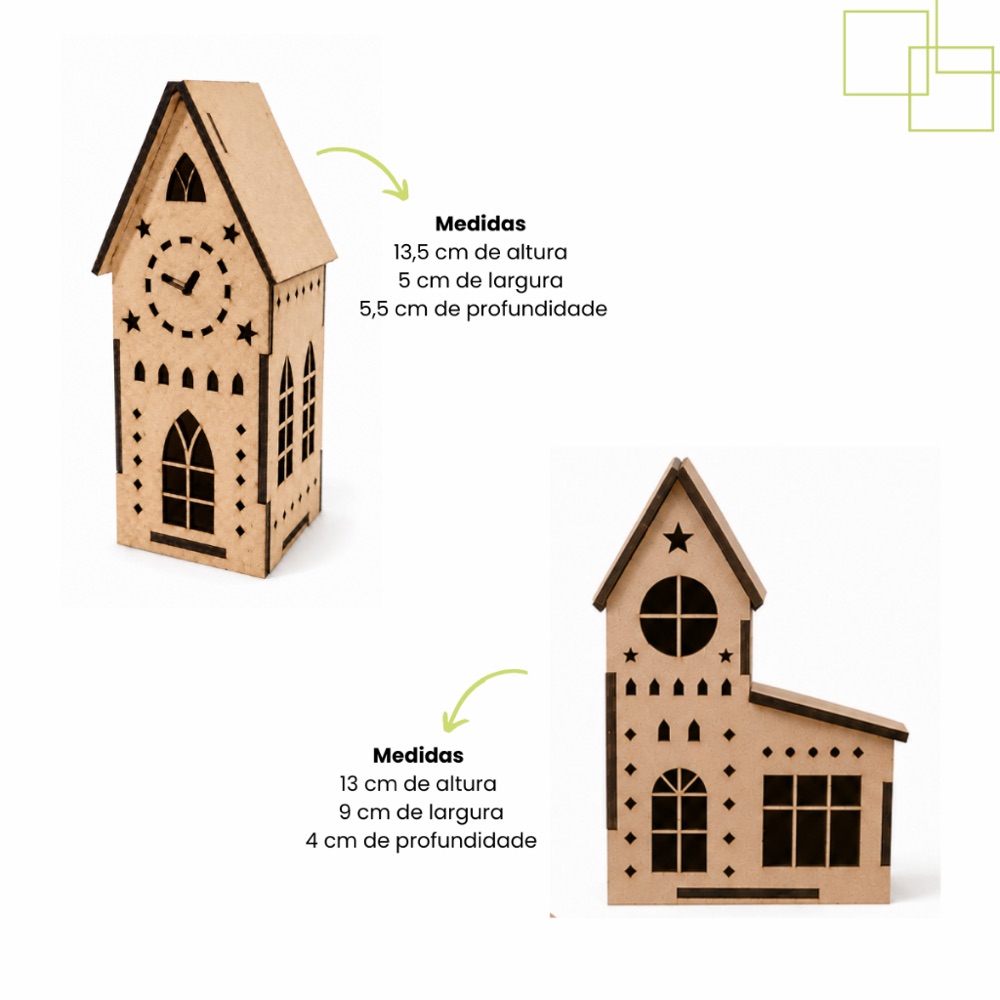 Medidas
13,5 cm de altura
5 cm de largura
5,5 cm de profundidade
Medidas
13 cm de altura
9 cm de largura
4 cm de profundidade